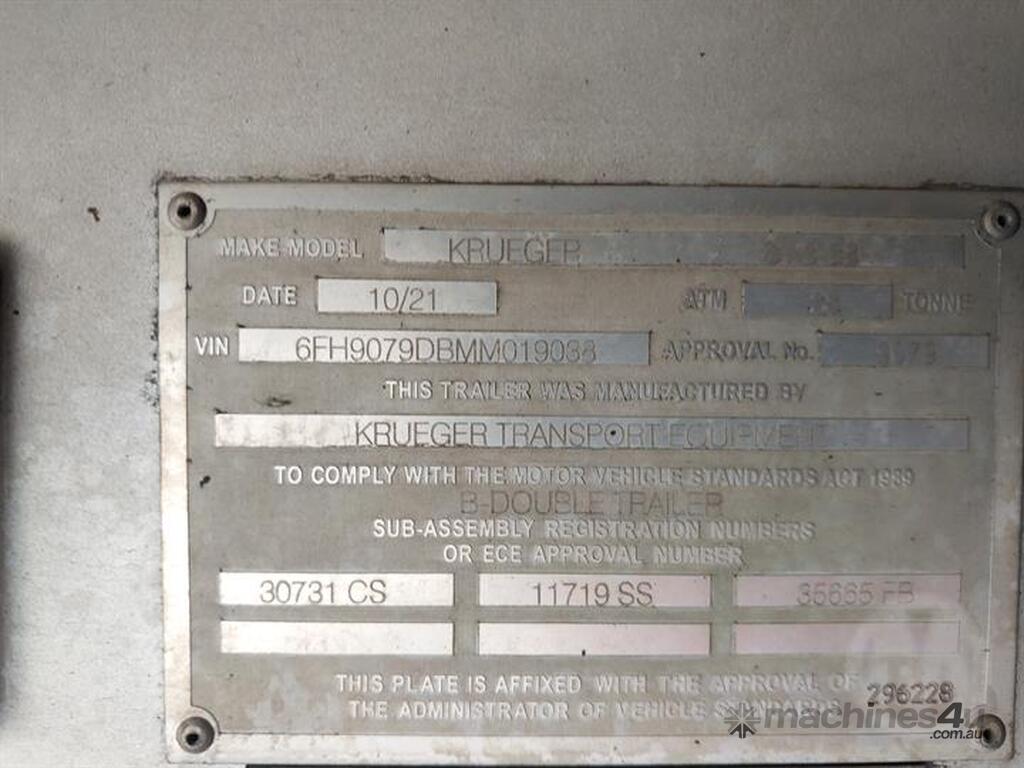 MAKE-MODEL KRUEGER
DATE 10/21 ATM TONNE
VIN 6FH9079DBMM019038 APPROVAL No.
THIS TRAILER WAS MANUFACTURED BY
KRUEGER TRANSPORT EQUIPMENT
TO COMPLY WITH THE MOTOR VEHICLE STANDARDS ACT 1989
B-DOUBLE TRAILER
SUB-ASSEMBLY REGISTRATION NUMBERS
OR ECE APPROVAL NUMBER
30731 CS 11719 SS 35665 FB
THIS PLATE IS AFFIXED WITH THE APPROVAL OF
THE ADMINISTRATOR OF VEHICLE STANDARDS 296228
machines4u
.com.au